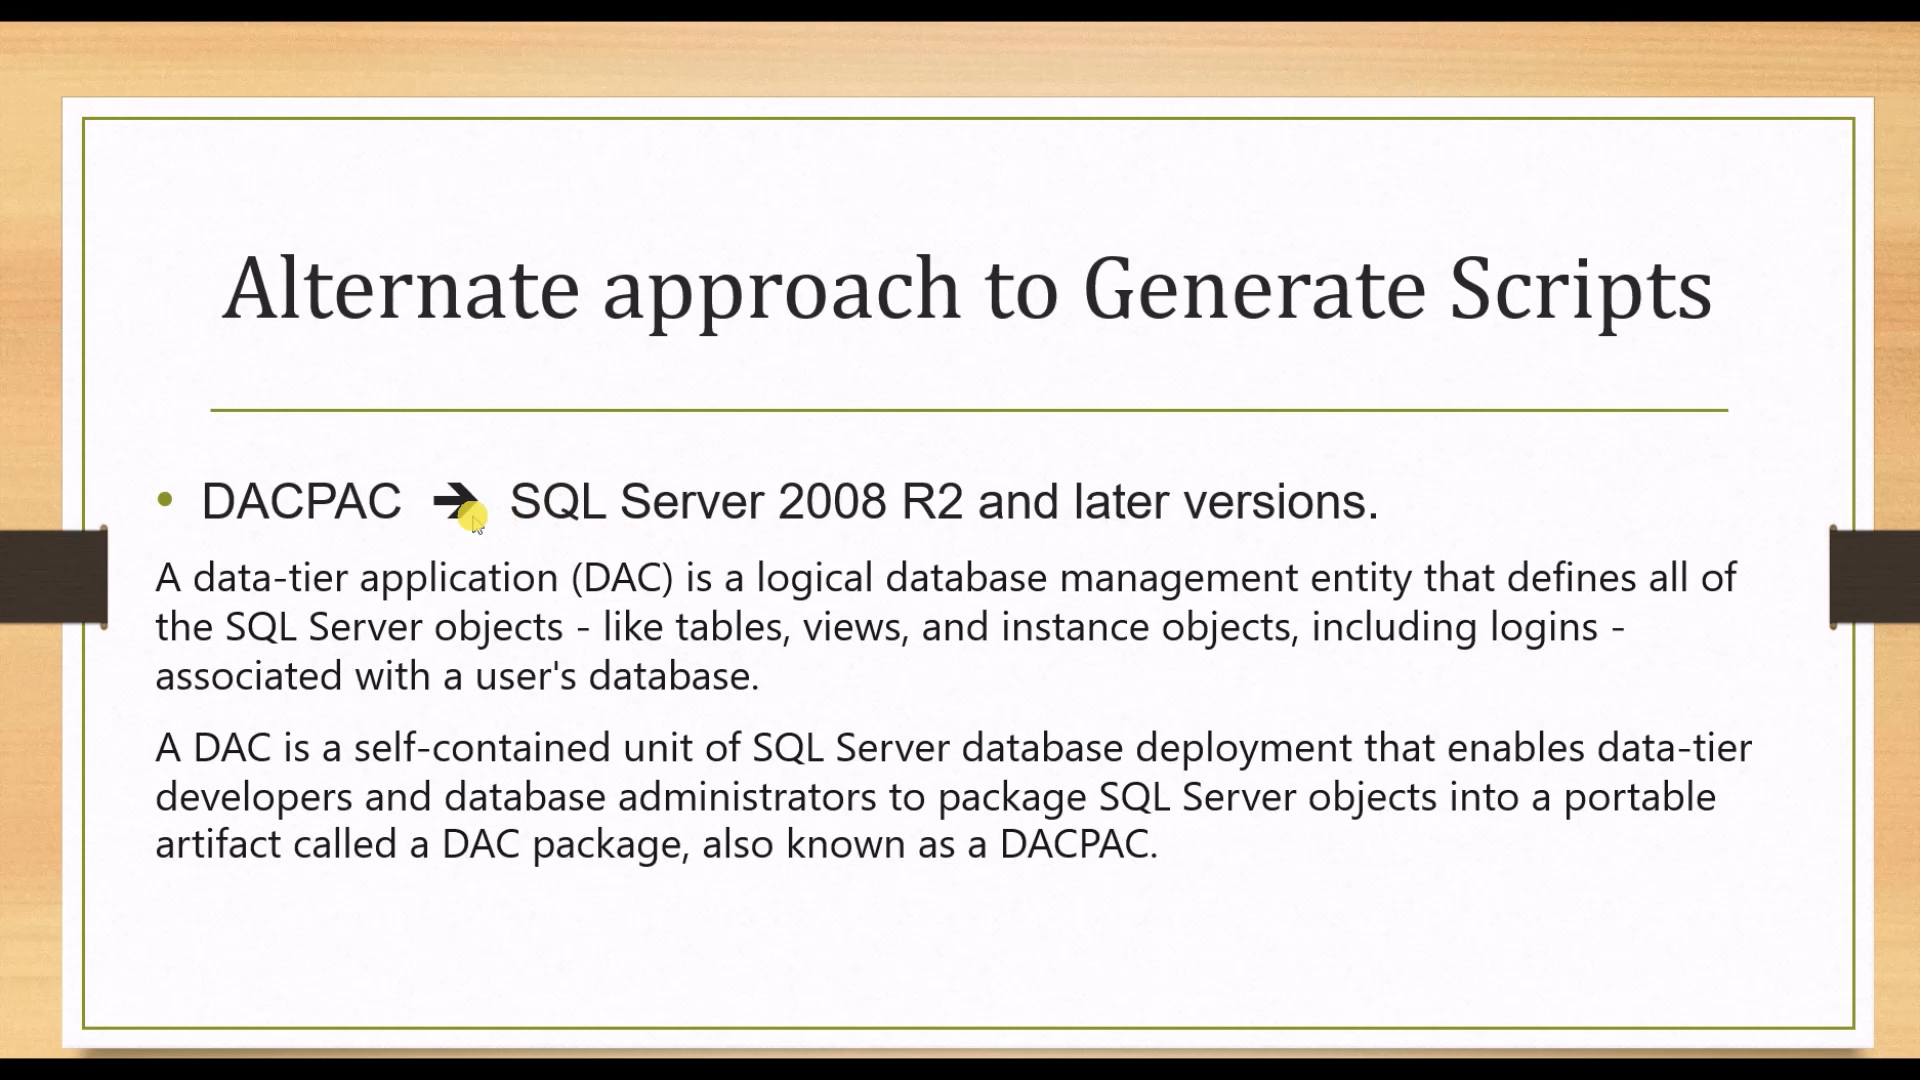 Alternate approach to Generate Scripts
• DACPAC ➔ SQL Server 2008 R2 and later versions.
A data-tier application (DAC) is a logical database management entity that defines all of
the SQL Server objects - like tables, views, and instance objects, including logins -
associated with a user's database.
A DAC is a self-contained unit of SQL Server database deployment that enables data-tier
developers and database administrators to package SQL Server objects into a portable
artifact called a DAC package, also known as a DACPAC.